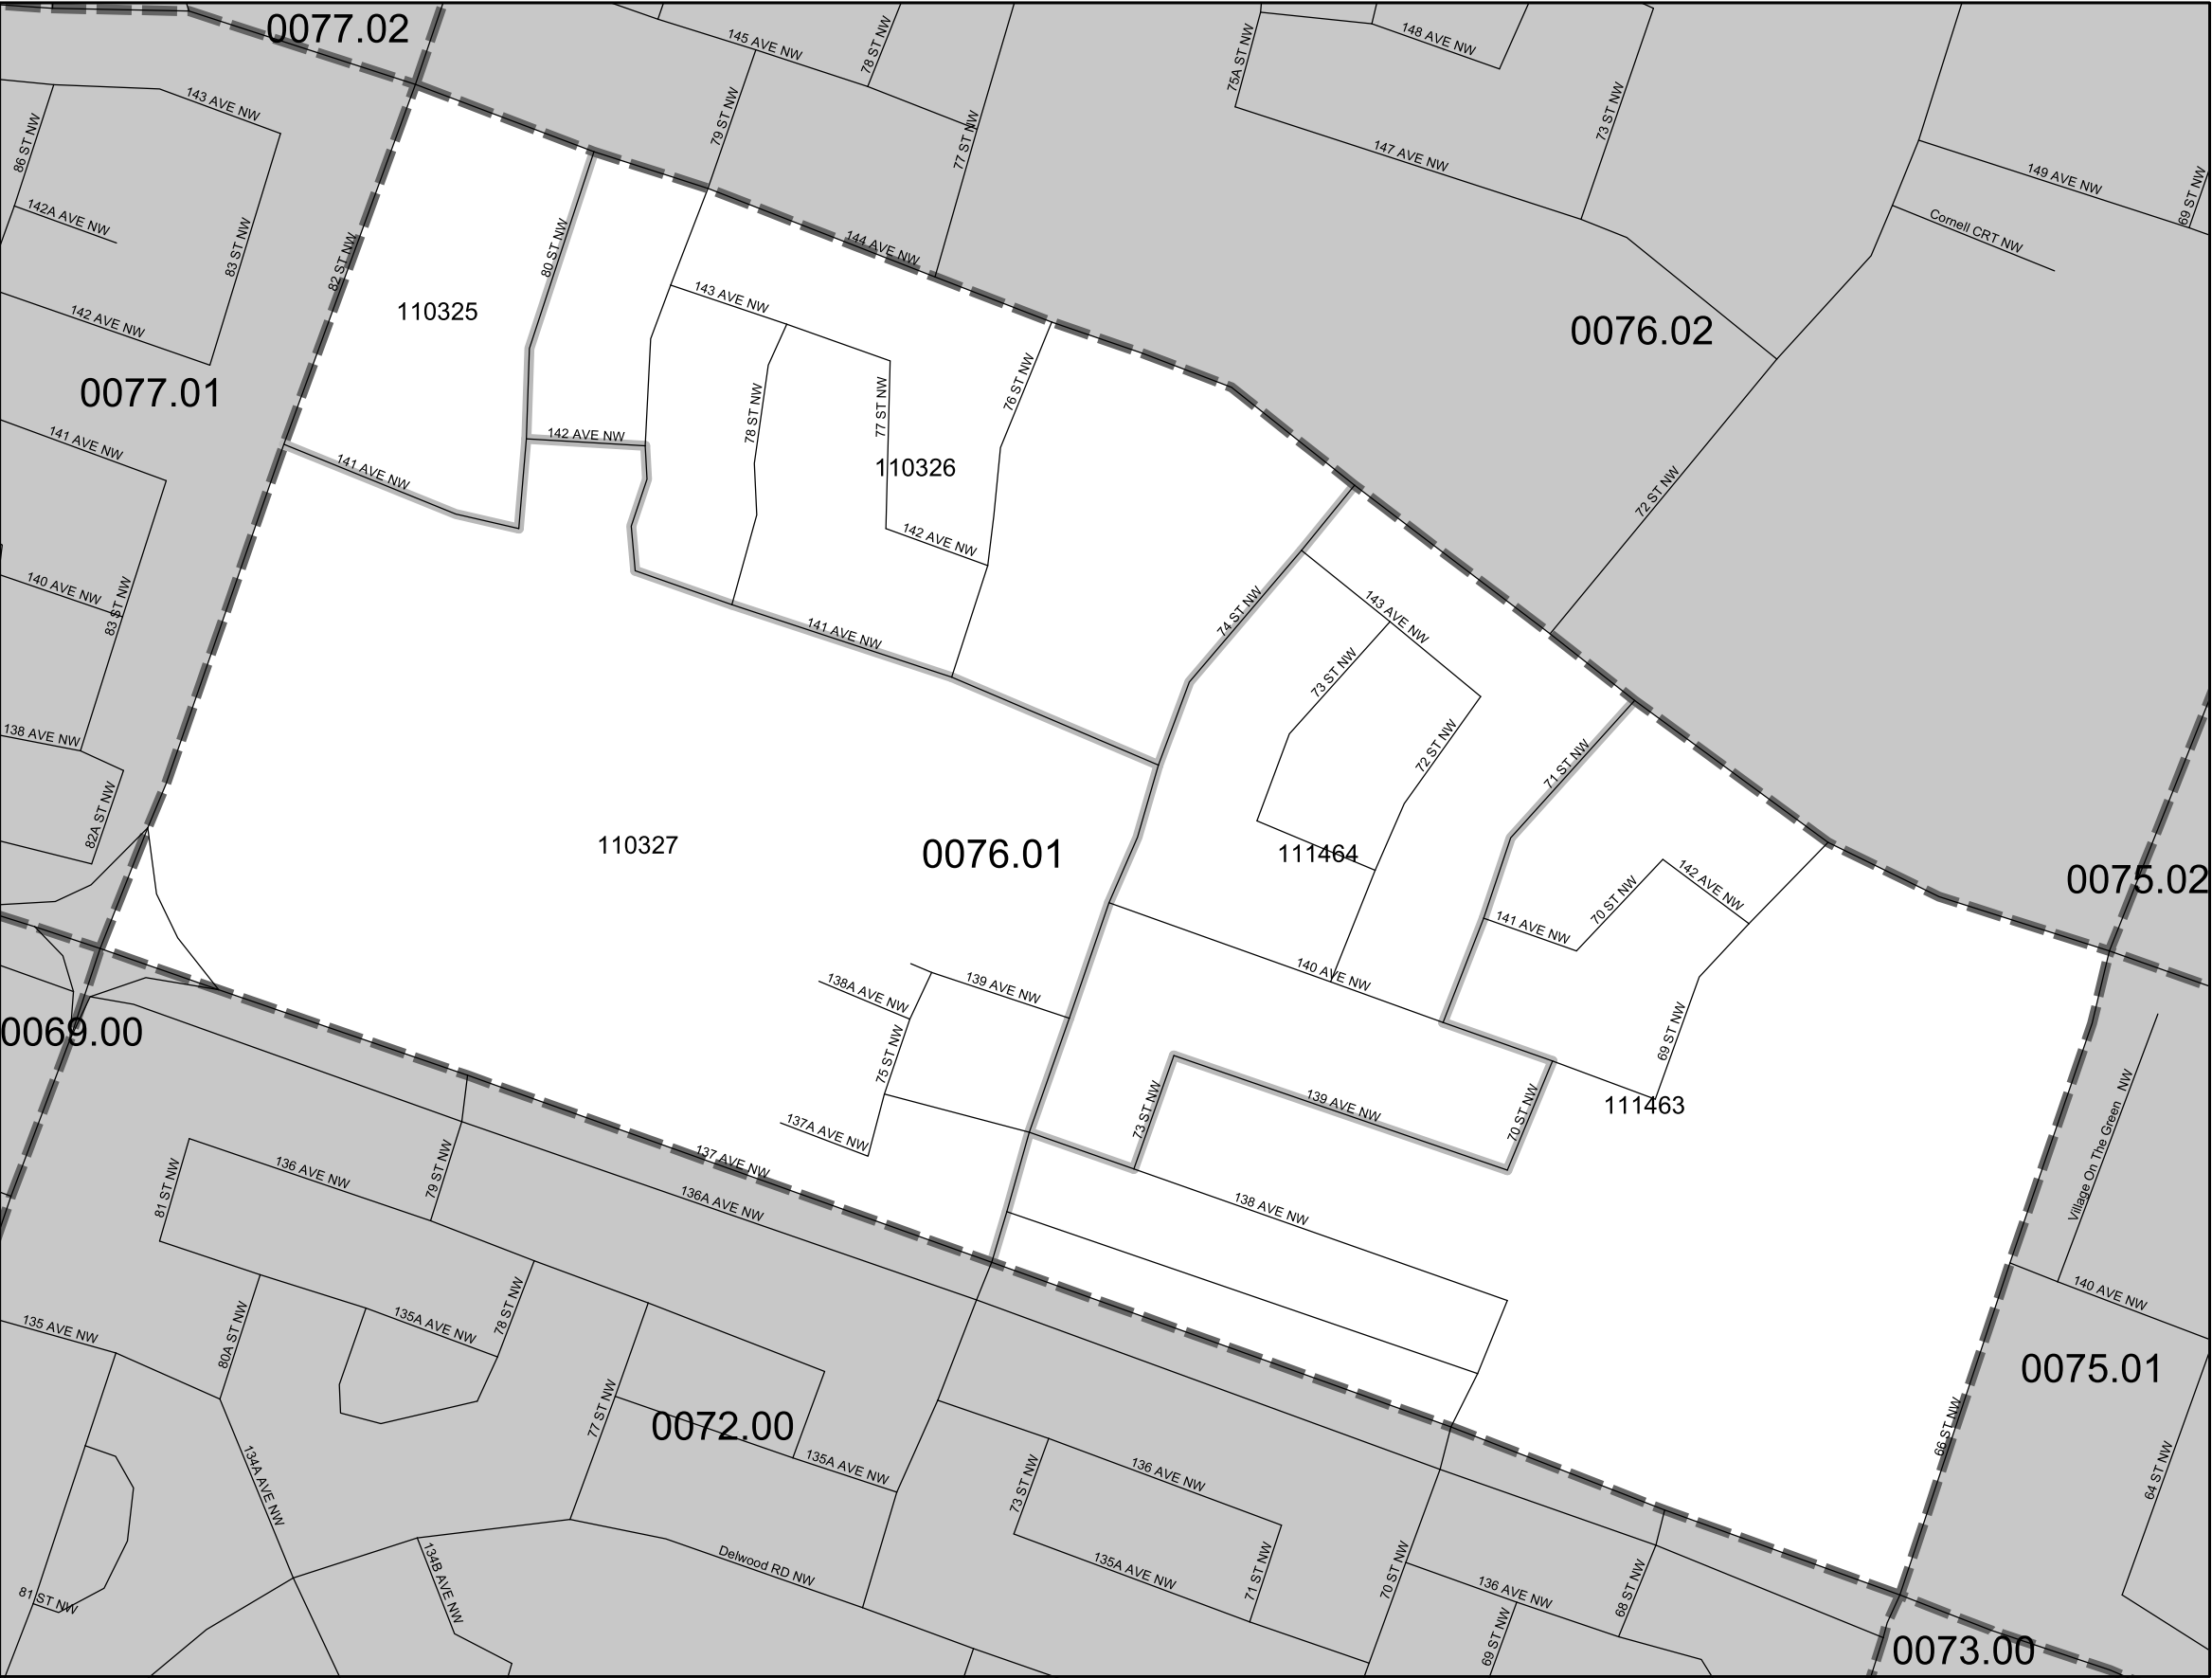 0077.02
145 AVE NW
78 ST NW
148 AVE NW
75A ST NW
143 AVE NW
79 ST NW
77 ST NW
73 ST NW
147 AVE NW
149 AVE NW
69 ST NW
86 ST NW
142A AVE NW
83 ST NW
82 ST NW
80 ST NW
144 AVE NW
Cornell CRT NW
142 AVE NW
110325
143 AVE NW
0076.02
0077.01
78 ST NW
77 ST NW
76 ST NW
141 AVE NW
142 AVE NW
141 AVE NW
110326
72 ST NW
142 AVE NW
140 AVE NW
83 ST NW
141 AVE NW
74 ST NW
143 AVE NW
73 ST NW
72 ST NW
71 ST NW
138 AVE NW
82A ST NW
110327
0076.01
111464
142 AVE NW
0075.02
70 ST NW
141 AVE NW
140 AVE NW
139 AVE NW
138A AVE NW
75 ST NW
69 ST NW
0069.00
73 ST NW
139 AVE NW
70 ST NW
111463
137A AVE NW
137 AVE NW
Village On The Green NW
79 ST NW
136 AVE NW
81 ST NW
136A AVE NW
138 AVE NW
140 AVE NW
135 AVE NW
80A ST NW
135A AVE NW
78 ST NW
0075.01
77 ST NW
0072.00
66 ST NW
135A AVE NW
134A AVE NW
73 ST NW
136 AVE NW
64 ST NW
134B AVE NW
Delwood RD NW
135A AVE NW
71 ST NW
70 ST NW
136 AVE NW
68 ST NW
69 ST NW
81 ST NW
0073.00